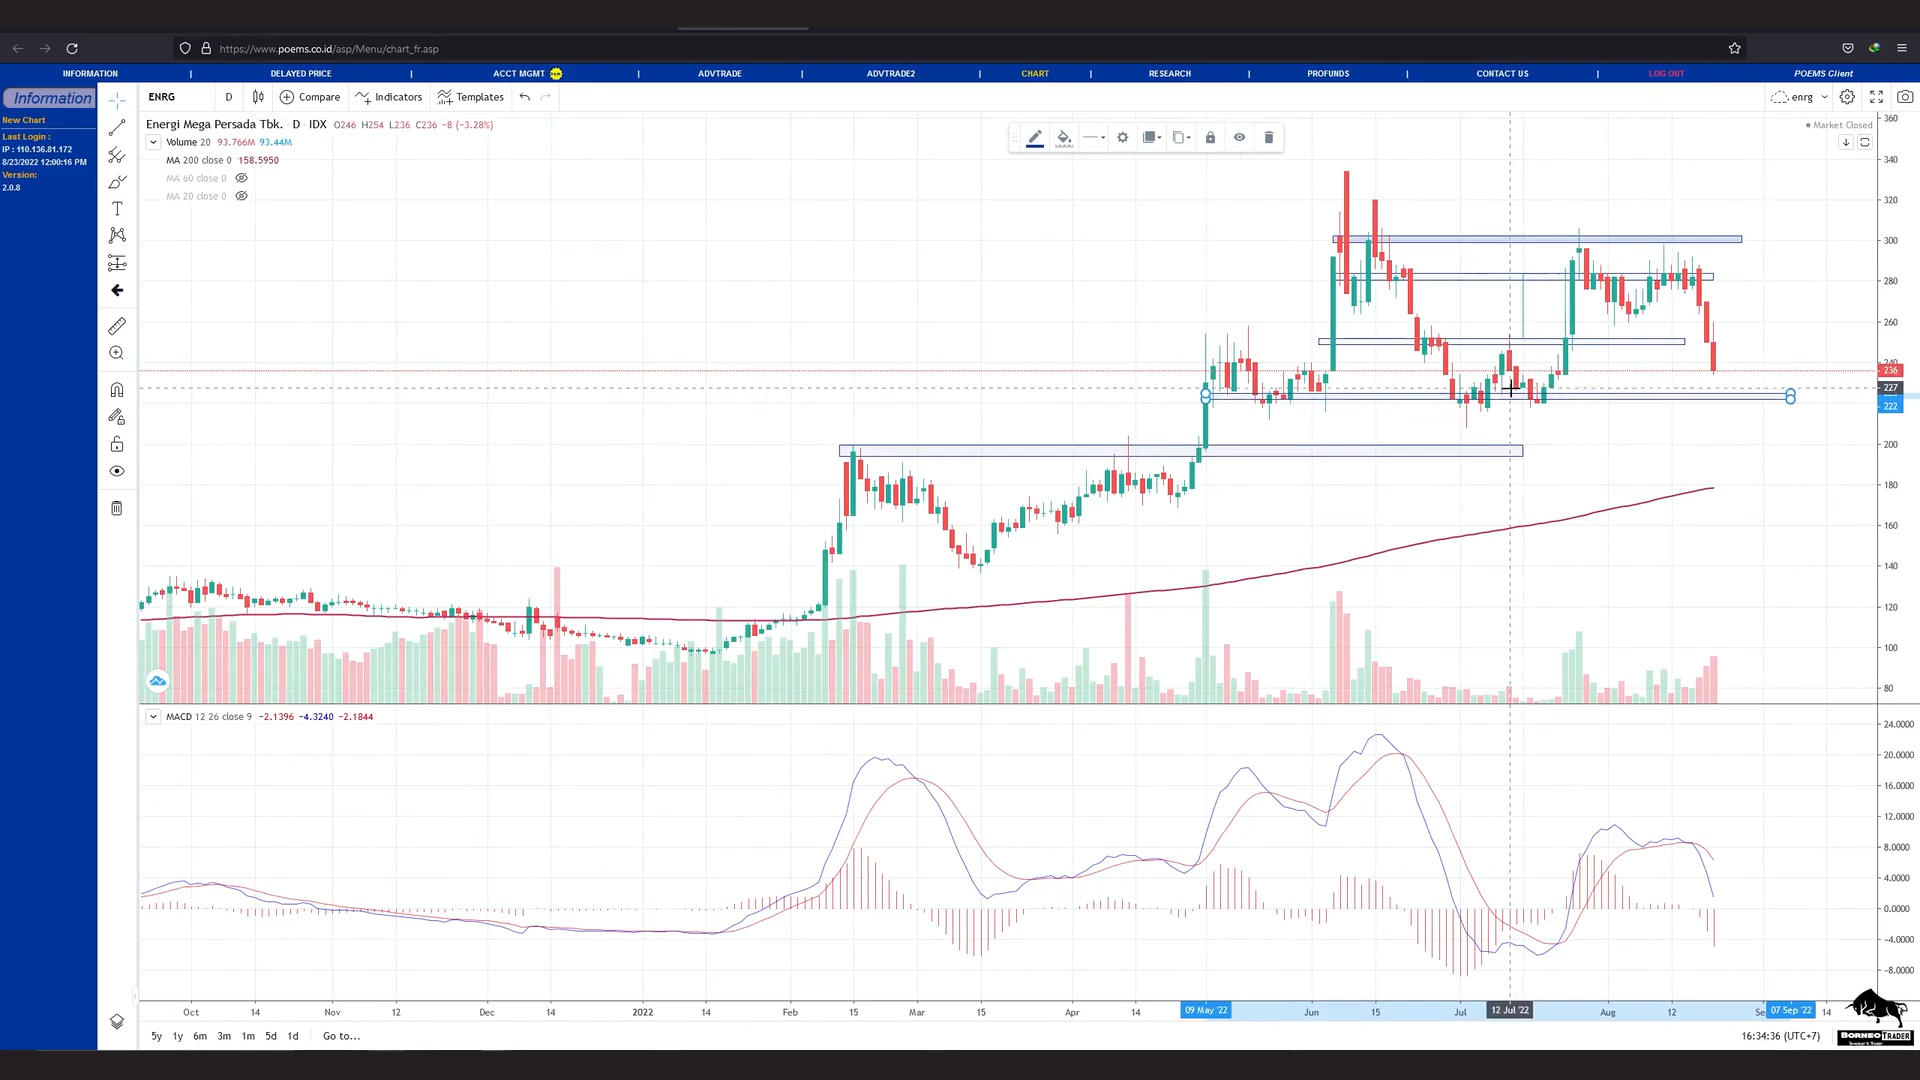 https://www.poems.co.id/asp/Menu/chart_fr.asp
INFORMATION | DELAYED PRICE | ACCT MGMT | ADVTRADE | ADVTRADE2 | CHART | RESEARCH | PROFUNDS | CONTACT US | LOG OUT POEMS Client
Information
New Chart
Last Login :
IP : 110.136.81.172
8/23/2022 12:00:16 PM
Version:
2.0.8
ENRG D Compare Indicators Templates enrg
Energi Mega Persada Tbk. · D · IDX O246 H254 L236 C236 -8 (-3.28%)
Market Closed
Volume 20 93.766M 93.44M
MA 200 close 0 158.5950
MA 60 close 0
MA 20 close 0
360
340
320
300
280
260
240
236
227
222
200
180
160
140
120
100
80
MACD 12 26 close 9 −2.1396 −4.3240 −2.1844
24.0000
20.0000
16.0000
12.0000
8.0000
4.0000
0.0000
-4.0000
-8.0000
Oct 14 Nov 12 Dec 14 2022 14 Feb 15 Mar 15 Apr 14 09 May '22 Jun 15 Jul 12 Jul '22 Aug 12 Se 07 Sep '22 14
5y 1y 6m 3m 1m 5d 1d Go to...
16:34:36 (UTC+7)
BORNEO TRADER